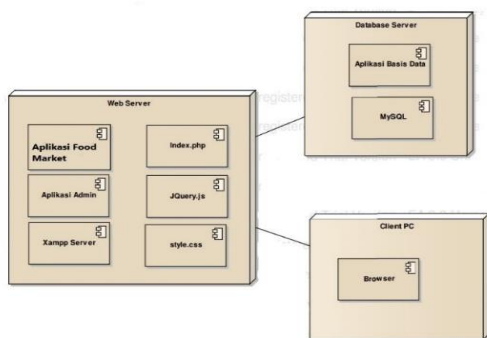 Database Server
Aplikasi Basis Data
MySQL
Web Server
Aplikasi Food
Market
Index.php
Aplikasi Admin
JQuery.js
Xampp Server
style.css
Client PC
Browser